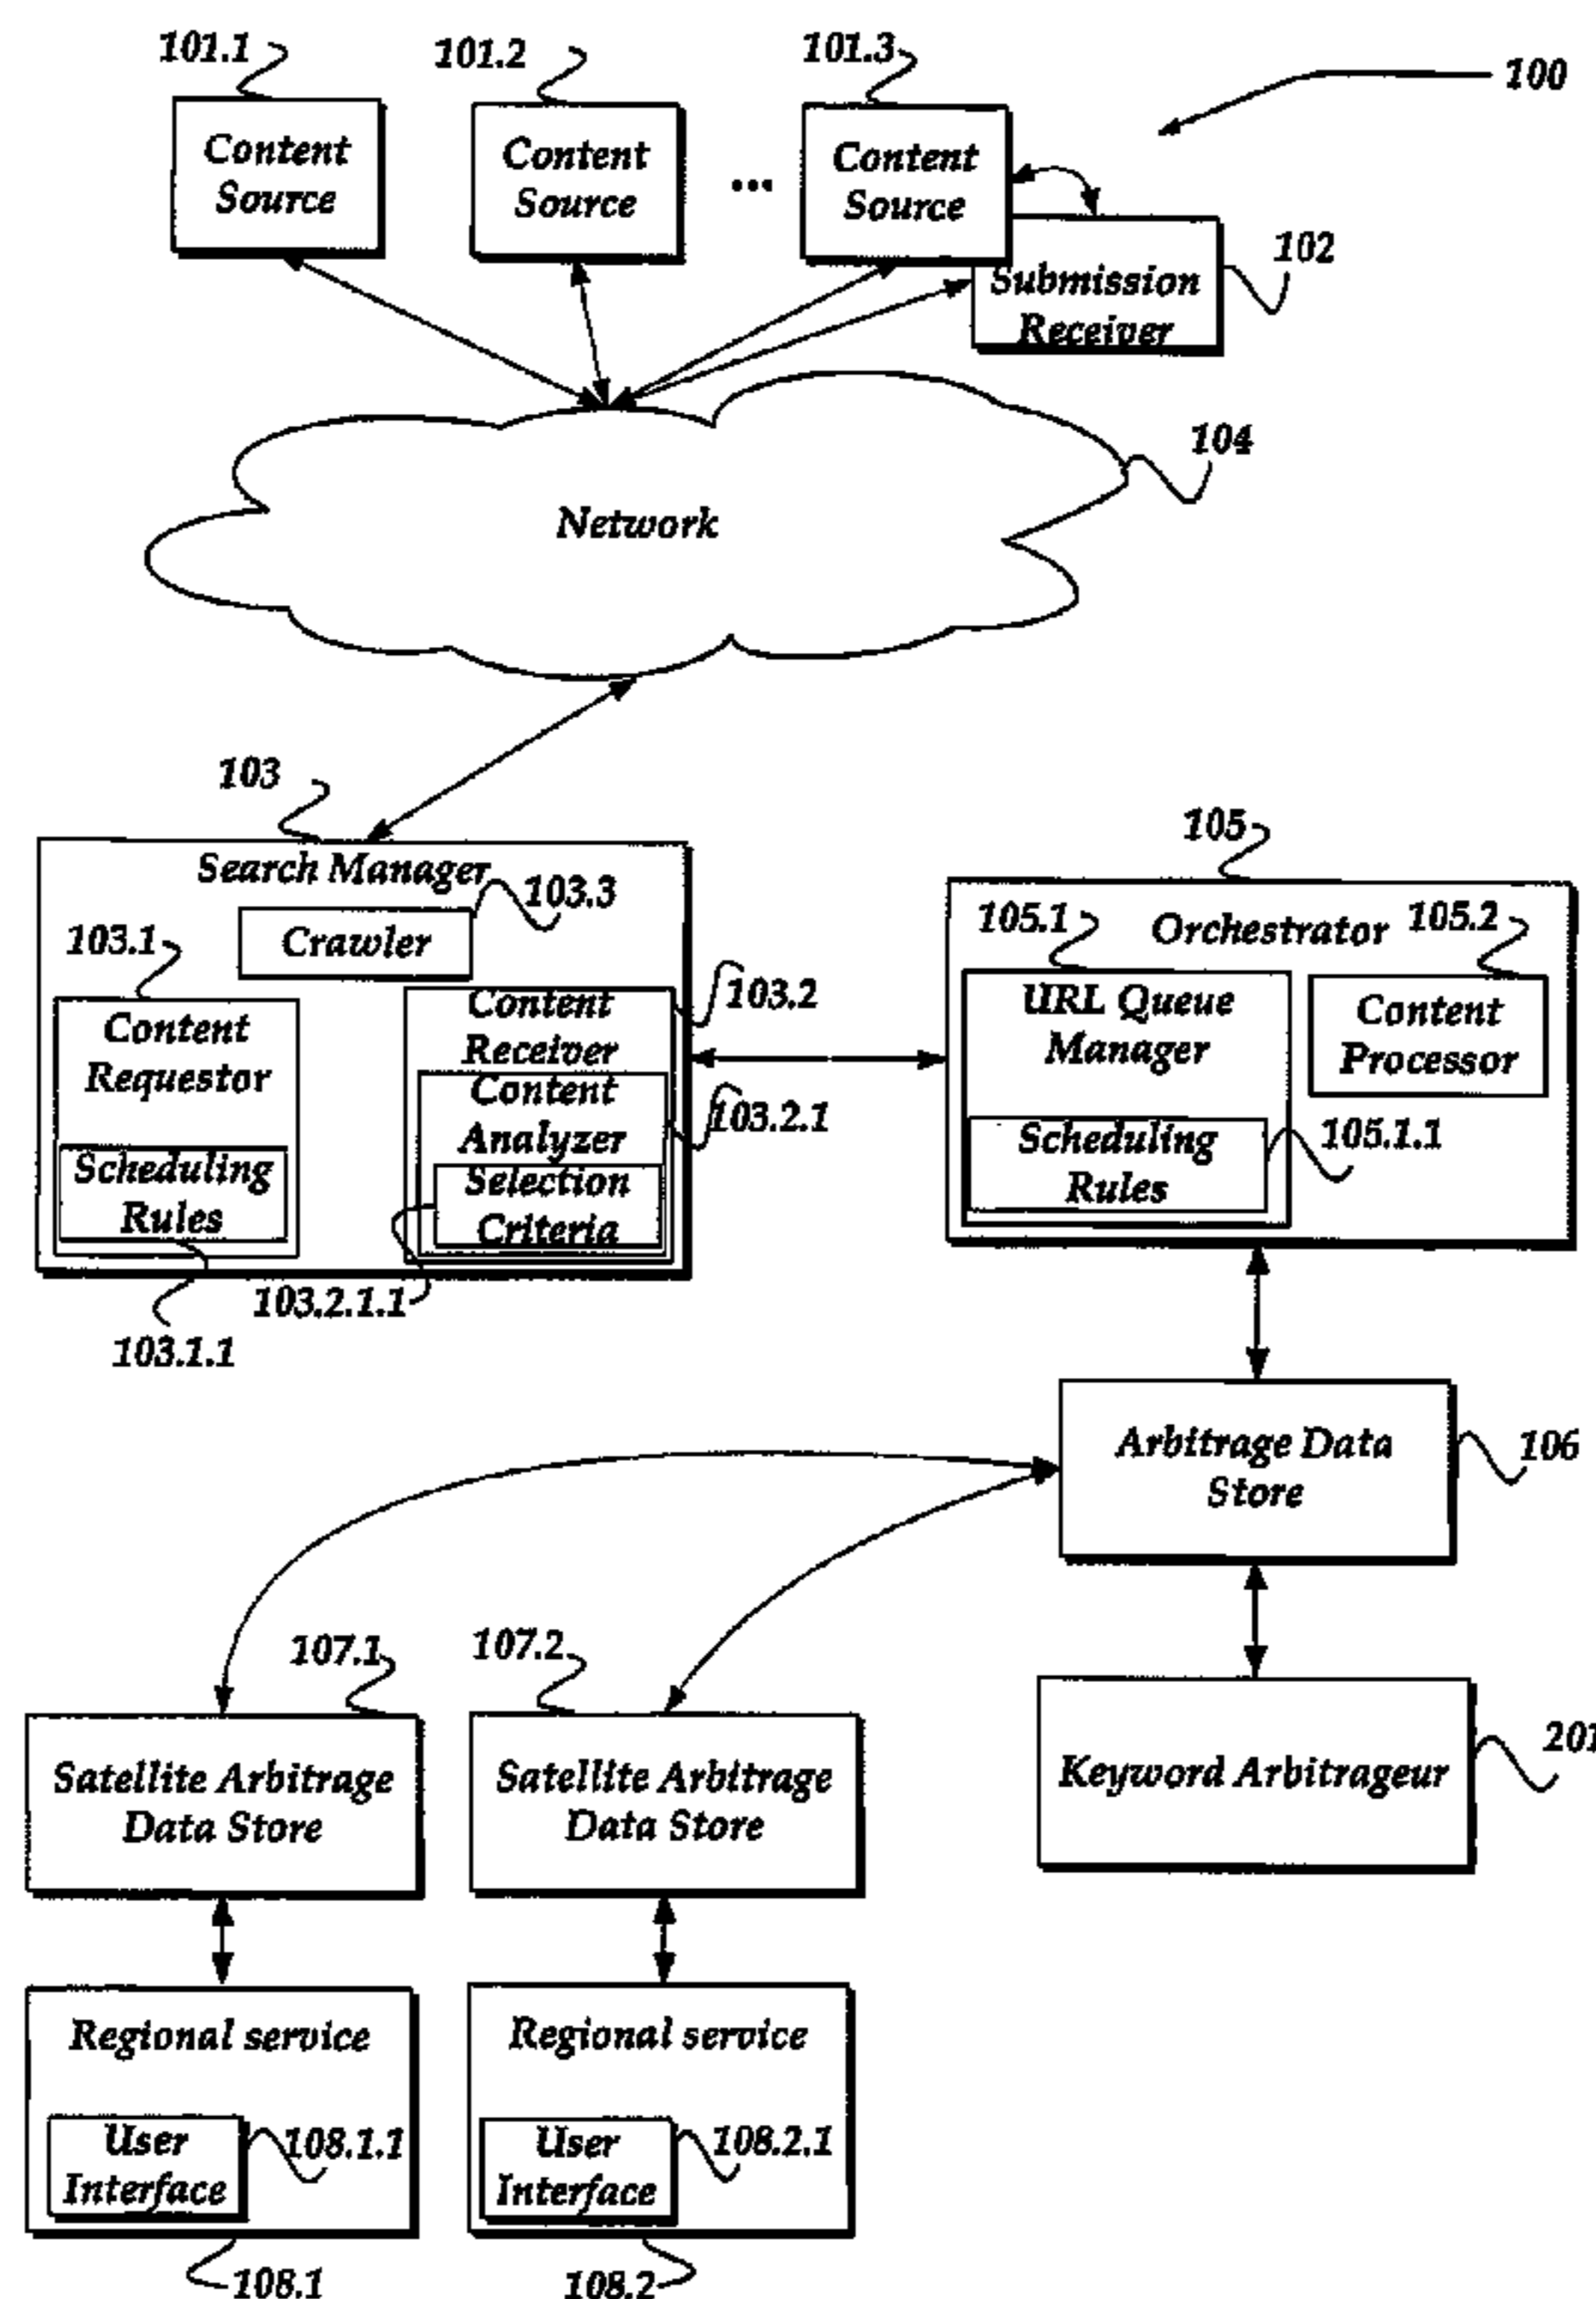 101.1
101.2
101.3
100
Content
Source
Content
Source
...
Content
Source
102
Submission
Receiver
104
Network
103
Search Manager
103.3
Crawler
103.1
Content
Requestor
Scheduling
Rules
103.2
Content
Receiver
Content
Analyzer
103.2.1
Selection
Criteria
103.2.1.1
103.1.1
105
Orchestrator
105.1
105.2
URL Queue
Manager
Content
Processor
Scheduling
Rules
105.1.1
Arbitrage Data
Store
106
107.1
107.2
Satellite Arbitrage
Data Store
Satellite Arbitrage
Data Store
Keyword Arbitrageur
201
Regional service
Regional service
User
Interface
108.1.1
User
Interface
108.2.1
108.1
108.2